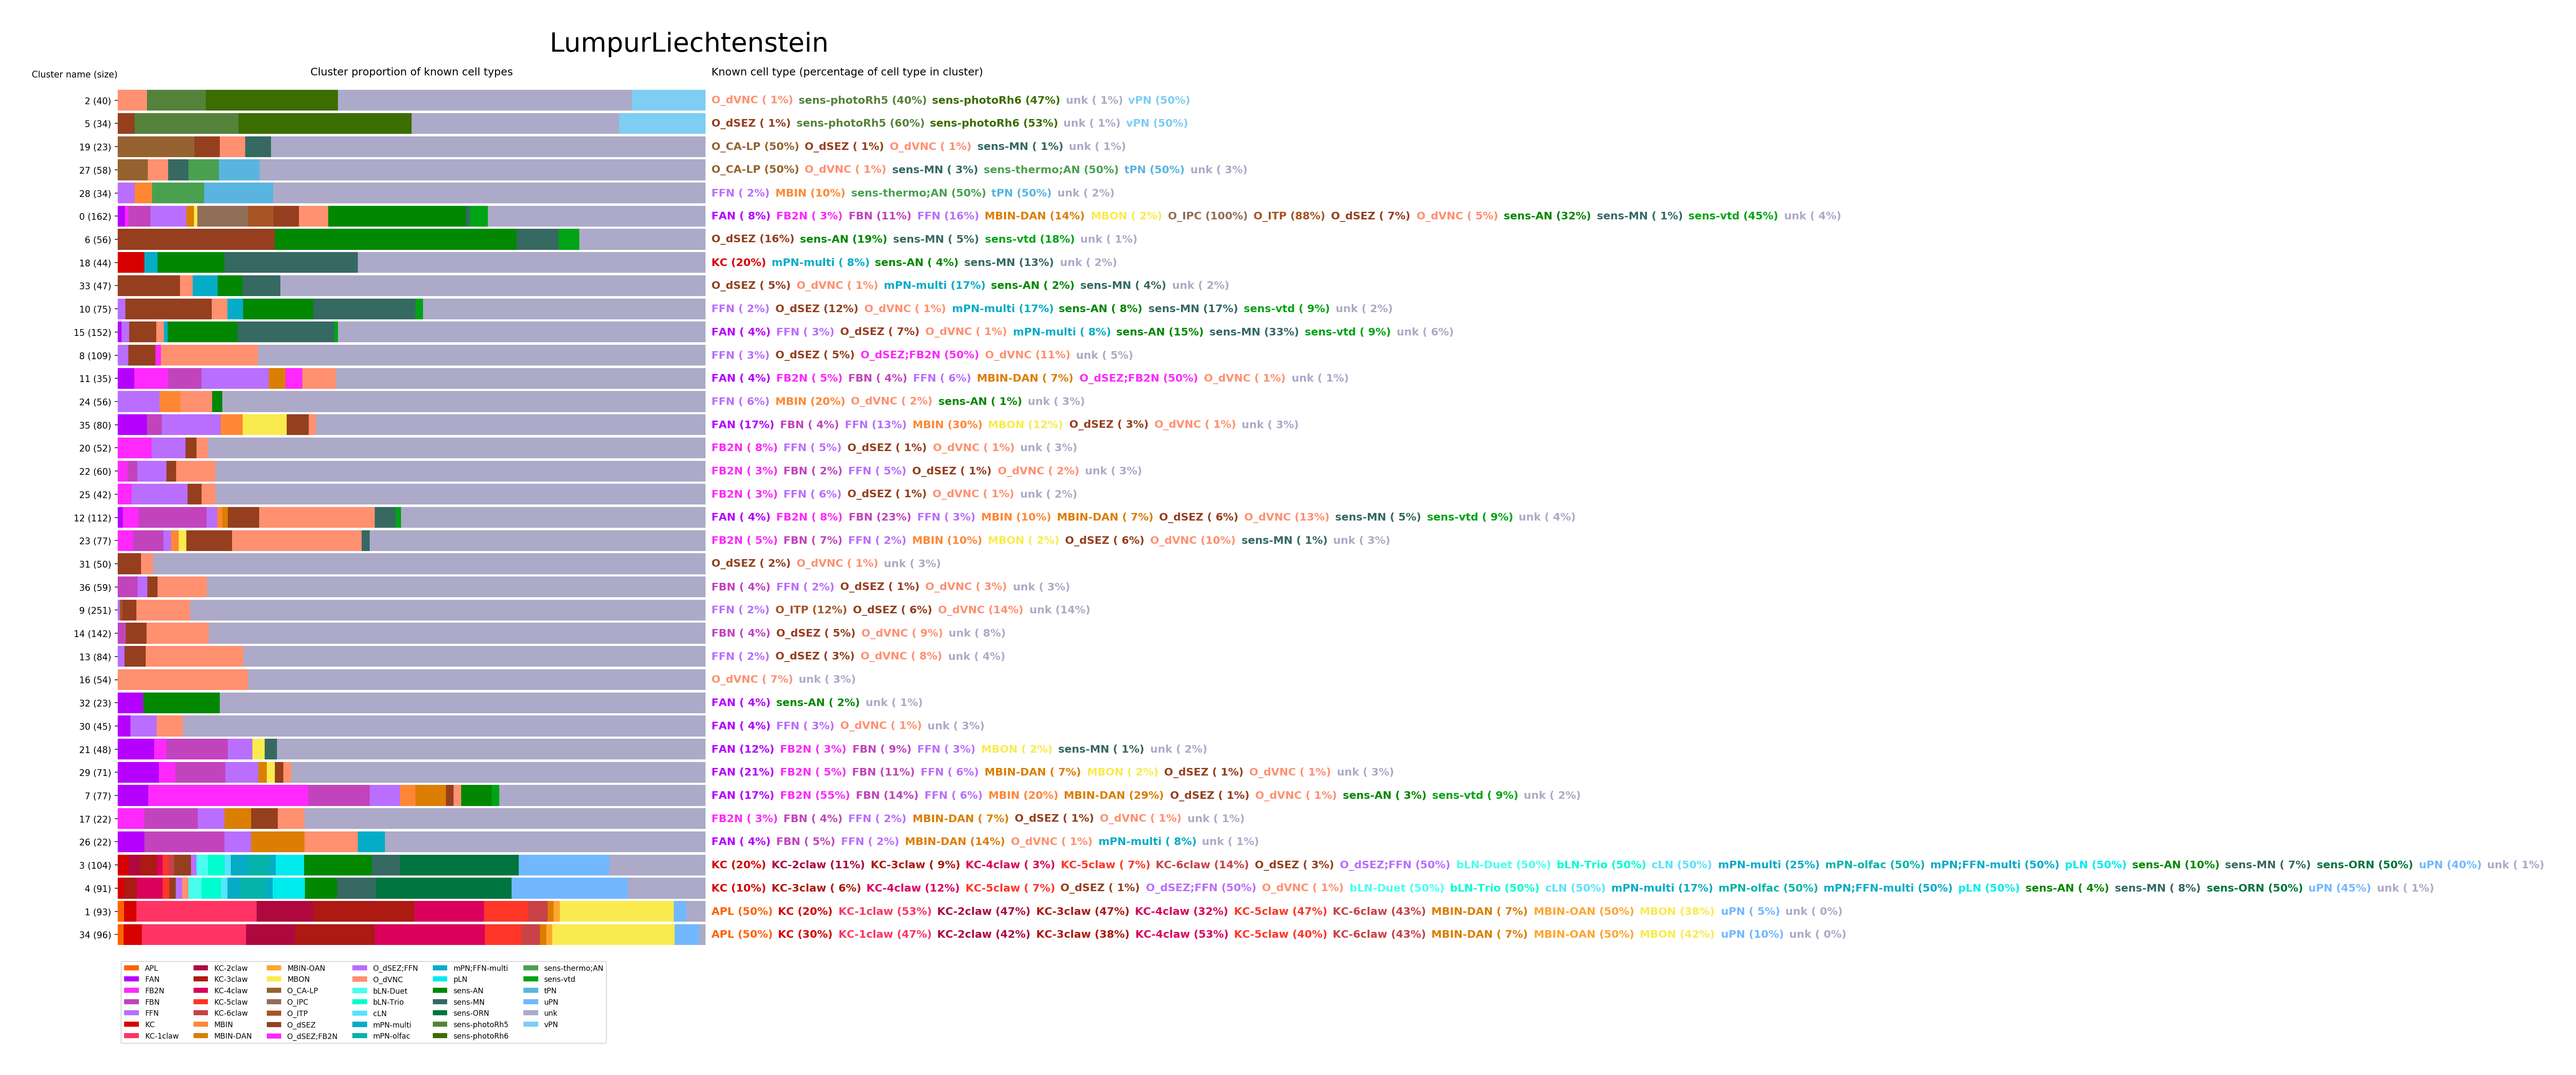 LumpurLiechtenstein
Cluster name (size) Cluster proportion of known cell types Known cell type (percentage of cell type in cluster)
2 (40) O_dVNC ( 1%) sens-photoRh5 (40%) sens-photoRh6 (47%) unk ( 1%) vPN (50%)
5 (34) O_dSEZ ( 1%) sens-photoRh5 (60%) sens-photoRh6 (53%) unk ( 1%) vPN (50%)
19 (23) O_CA-LP (50%) O_dSEZ ( 1%) O_dVNC ( 1%) sens-MN ( 1%) unk ( 1%)
27 (58) O_CA-LP (50%) O_dVNC ( 1%) sens-MN ( 3%) sens-thermo;AN (50%) tPN (50%) unk ( 3%)
28 (34) FFN ( 2%) MBIN (10%) sens-thermo;AN (50%) tPN (50%) unk ( 2%)
0 (162) FAN ( 8%) FB2N ( 3%) FBN (11%) FFN (16%) MBIN-DAN (14%) MBON ( 2%) O_IPC (100%) O_ITP (88%) O_dSEZ ( 7%) O_dVNC ( 5%) sens-AN (32%) sens-MN ( 1%) sens-vtd (45%) unk ( 4%)
6 (56) O_dSEZ (16%) sens-AN (19%) sens-MN ( 5%) sens-vtd (18%) unk ( 1%)
18 (44) KC (20%) mPN-multi ( 8%) sens-AN ( 4%) sens-MN (13%) unk ( 2%)
33 (47) O_dSEZ ( 5%) O_dVNC ( 1%) mPN-multi (17%) sens-AN ( 2%) sens-MN ( 4%) unk ( 2%)
10 (75) FFN ( 2%) O_dSEZ (12%) O_dVNC ( 1%) mPN-multi (17%) sens-AN ( 8%) sens-MN (17%) sens-vtd ( 9%) unk ( 2%)
15 (152) FAN ( 4%) FFN ( 3%) O_dSEZ ( 7%) O_dVNC ( 1%) mPN-multi ( 8%) sens-AN (15%) sens-MN (33%) sens-vtd ( 9%) unk ( 6%)
8 (109) FFN ( 3%) O_dSEZ ( 5%) O_dSEZ;FB2N (50%) O_dVNC (11%) unk ( 5%)
11 (35) FAN ( 4%) FB2N ( 5%) FBN ( 4%) FFN ( 6%) MBIN-DAN ( 7%) O_dSEZ;FB2N (50%) O_dVNC ( 1%) unk ( 1%)
24 (56) FFN ( 6%) MBIN (20%) O_dVNC ( 2%) sens-AN ( 1%) unk ( 3%)
35 (80) FAN (17%) FBN ( 4%) FFN (13%) MBIN (30%) MBON (12%) O_dSEZ ( 3%) O_dVNC ( 1%) unk ( 3%)
20 (52) FB2N ( 8%) FFN ( 5%) O_dSEZ ( 1%) O_dVNC ( 1%) unk ( 3%)
22 (60) FB2N ( 3%) FBN ( 2%) FFN ( 5%) O_dSEZ ( 1%) O_dVNC ( 2%) unk ( 3%)
25 (42) FB2N ( 3%) FFN ( 6%) O_dSEZ ( 1%) O_dVNC ( 1%) unk ( 2%)
12 (112) FAN ( 4%) FB2N ( 8%) FBN (23%) FFN ( 3%) MBIN (10%) MBIN-DAN ( 7%) O_dSEZ ( 6%) O_dVNC (13%) sens-MN ( 5%) sens-vtd ( 9%) unk ( 4%)
23 (77) FB2N ( 5%) FBN ( 7%) FFN ( 2%) MBIN (10%) MBON ( 2%) O_dSEZ ( 6%) O_dVNC (10%) sens-MN ( 1%) unk ( 3%)
31 (50) O_dSEZ ( 2%) O_dVNC ( 1%) unk ( 3%)
36 (59) FBN ( 4%) FFN ( 2%) O_dSEZ ( 1%) O_dVNC ( 3%) unk ( 3%)
9 (251) FFN ( 2%) O_ITP (12%) O_dSEZ ( 6%) O_dVNC (14%) unk (14%)
14 (142) FBN ( 4%) O_dSEZ ( 5%) O_dVNC ( 9%) unk ( 8%)
13 (84) FFN ( 2%) O_dSEZ ( 3%) O_dVNC ( 8%) unk ( 4%)
16 (54) O_dVNC ( 7%) unk ( 3%)
32 (23) FAN ( 4%) sens-AN ( 2%) unk ( 1%)
30 (45) FAN ( 4%) FFN ( 3%) O_dVNC ( 1%) unk ( 3%)
21 (48) FAN (12%) FB2N ( 3%) FBN ( 9%) FFN ( 3%) MBON ( 2%) sens-MN ( 1%) unk ( 2%)
29 (71) FAN (21%) FB2N ( 5%) FBN (11%) FFN ( 6%) MBIN-DAN ( 7%) MBON ( 2%) O_dSEZ ( 1%) O_dVNC ( 1%) unk ( 3%)
7 (77) FAN (17%) FB2N (55%) FBN (14%) FFN ( 6%) MBIN (20%) MBIN-DAN (29%) O_dSEZ ( 1%) O_dVNC ( 1%) sens-AN ( 3%) sens-vtd ( 9%) unk ( 2%)
17 (22) FB2N ( 3%) FBN ( 4%) FFN ( 2%) MBIN-DAN ( 7%) O_dSEZ ( 1%) O_dVNC ( 1%) unk ( 1%)
26 (22) FAN ( 4%) FBN ( 5%) FFN ( 2%) MBIN-DAN (14%) O_dVNC ( 1%) mPN-multi ( 8%) unk ( 1%)
3 (104) KC (20%) KC-2claw (11%) KC-3claw ( 9%) KC-4claw ( 3%) KC-5claw ( 7%) KC-6claw (14%) O_dSEZ ( 3%) O_dSEZ;FFN (50%) bLN-Duet (50%) bLN-Trio (50%) cLN (50%) mPN-multi (25%) mPN-olfac (50%) mPN;FFN-multi (50%) pLN (50%) sens-AN (10%) sens-MN ( 7%) sens-ORN (50%) uPN (40%) unk ( 1%)
4 (91) KC (10%) KC-3claw ( 6%) KC-4claw (12%) KC-5claw ( 7%) O_dSEZ ( 1%) O_dSEZ;FFN (50%) O_dVNC ( 1%) bLN-Duet (50%) bLN-Trio (50%) cLN (50%) mPN-multi (17%) mPN-olfac (50%) mPN;FFN-multi (50%) pLN (50%) sens-AN ( 4%) sens-MN ( 8%) sens-ORN (50%) uPN (45%) unk ( 1%)
1 (93) APL (50%) KC (20%) KC-1claw (53%) KC-2claw (47%) KC-3claw (47%) KC-4claw (32%) KC-5claw (47%) KC-6claw (43%) MBIN-DAN ( 7%) MBIN-OAN (50%) MBON (38%) uPN ( 5%) unk ( 0%)
34 (96) APL (50%) KC (30%) KC-1claw (47%) KC-2claw (42%) KC-3claw (38%) KC-4claw (53%) KC-5claw (40%) KC-6claw (43%) MBIN-DAN ( 7%) MBIN-OAN (50%) MBON (42%) uPN (10%) unk ( 0%)
APL KC-2claw MBIN-OAN O_dSEZ;FFN mPN;FFN-multi sens-thermo;AN
FAN KC-3claw MBON O_dVNC pLN sens-vtd
FB2N KC-4claw O_CA-LP bLN-Duet sens-AN tPN
FBN KC-5claw O_IPC bLN-Trio sens-MN uPN
FFN KC-6claw O_ITP cLN sens-ORN unk
KC MBIN O_dSEZ mPN-multi sens-photoRh5 vPN
KC-1claw MBIN-DAN O_dSEZ;FB2N mPN-olfac sens-photoRh6